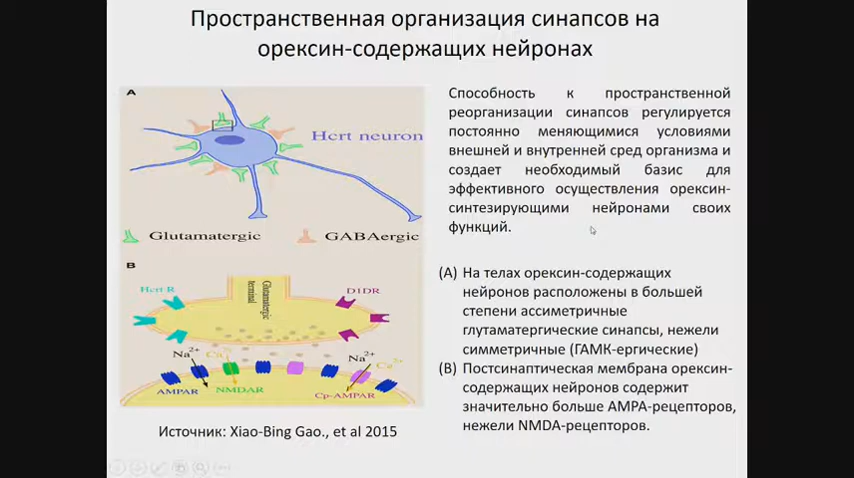 Пространственная организация синапсов на
орексин-содержащих нейронах
A
Hcrt neuron
Glutamatergic
GABAergic
B
Hcrt R
Glutamatergic
terminal
D1DR
Na²⁺
Ca²⁺
Na²⁺
Ca²⁺
AMPAR
NMDAR
Cp-AMPAR
Источник: Xiao-Bing Gao., et al 2015
Способность к пространственной
реорганизации синапсов регулируется
постоянно меняющимися условиями
внешней и внутренней сред организма и
создает необходимый базис для
эффективного осуществления орексин-
синтезирующими нейронами своих
функций.
(A) На телах орексин-содержащих
нейронов расположены в большей
степени ассиметричные
глутаматергические синапсы, нежели
симметричные (ГАМК-ергические)
(B) Постсинаптическая мембрана орексин-
содержащих нейронов содержит
значительно больше AMPA-рецепторов,
нежели NMDA-рецепторов.